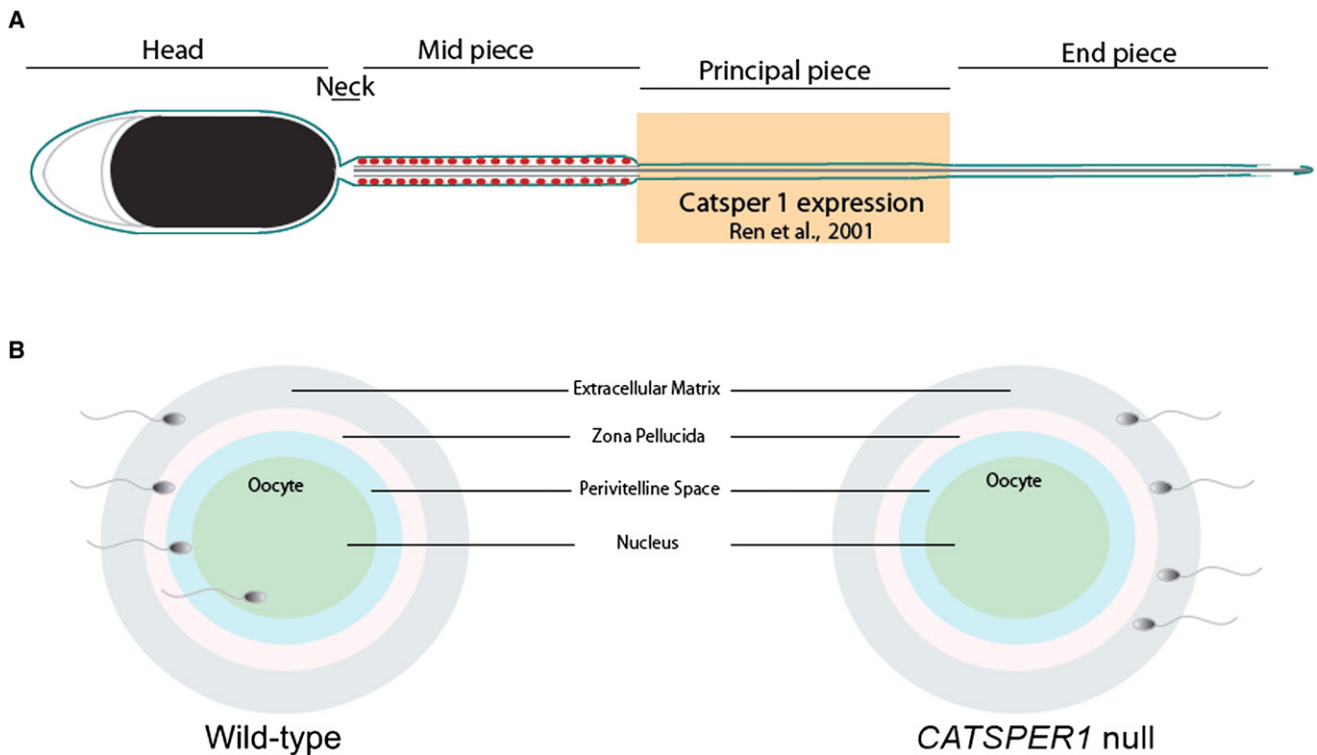 A
Head
Mid piece
End piece
Principal piece
Neck
Catsper 1 expression
Ren et al., 2001
B
Extracellular Matrix
Zona Pellucida
Oocyte
Oocyte
Perivitelline Space
Nucleus
Wild-type
CATSPER1 null